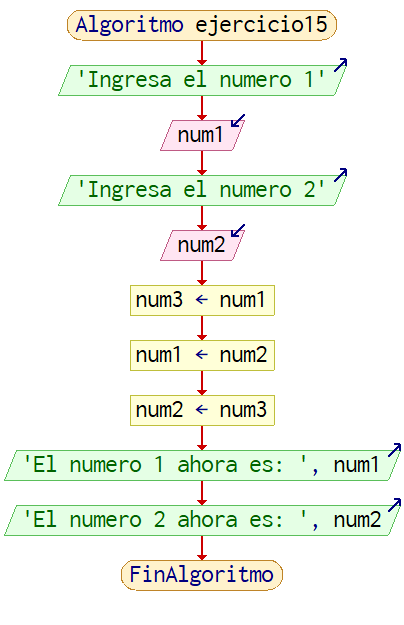 Algoritmo ejercicio15
'Ingresa el numero 1'
num1
'Ingresa el numero 2'
num2
num3 ← num1
num1 ← num2
num2 ← num3
'El numero 1 ahora es: ', num1
'El numero 2 ahora es: ', num2
FinAlgoritmo